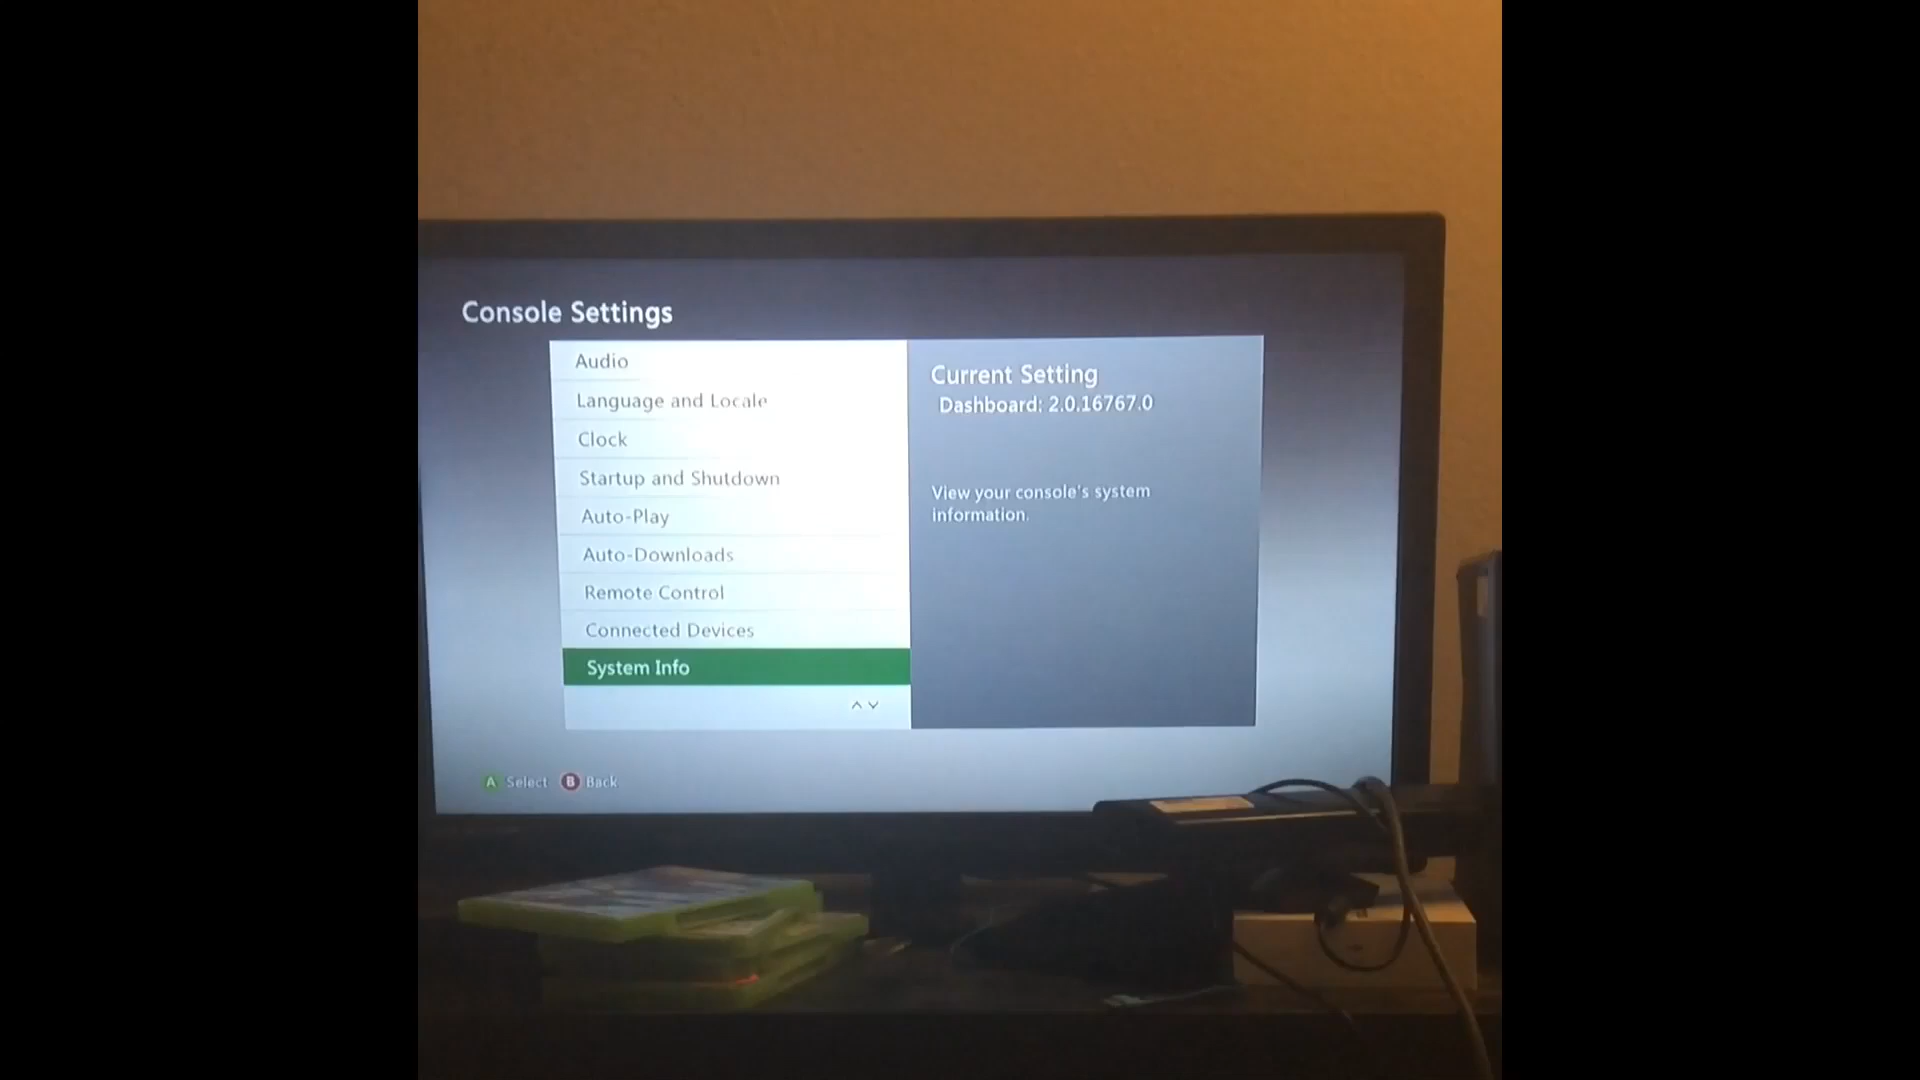 Console Settings
Audio
Language and Locale
Clock
Startup and Shutdown
Auto-Play
Auto-Downloads
Remote Control
Connected Devices
System Info
Current Setting
Dashboard: 2.0.16767.0
View your console's system
information.
A Select B Back